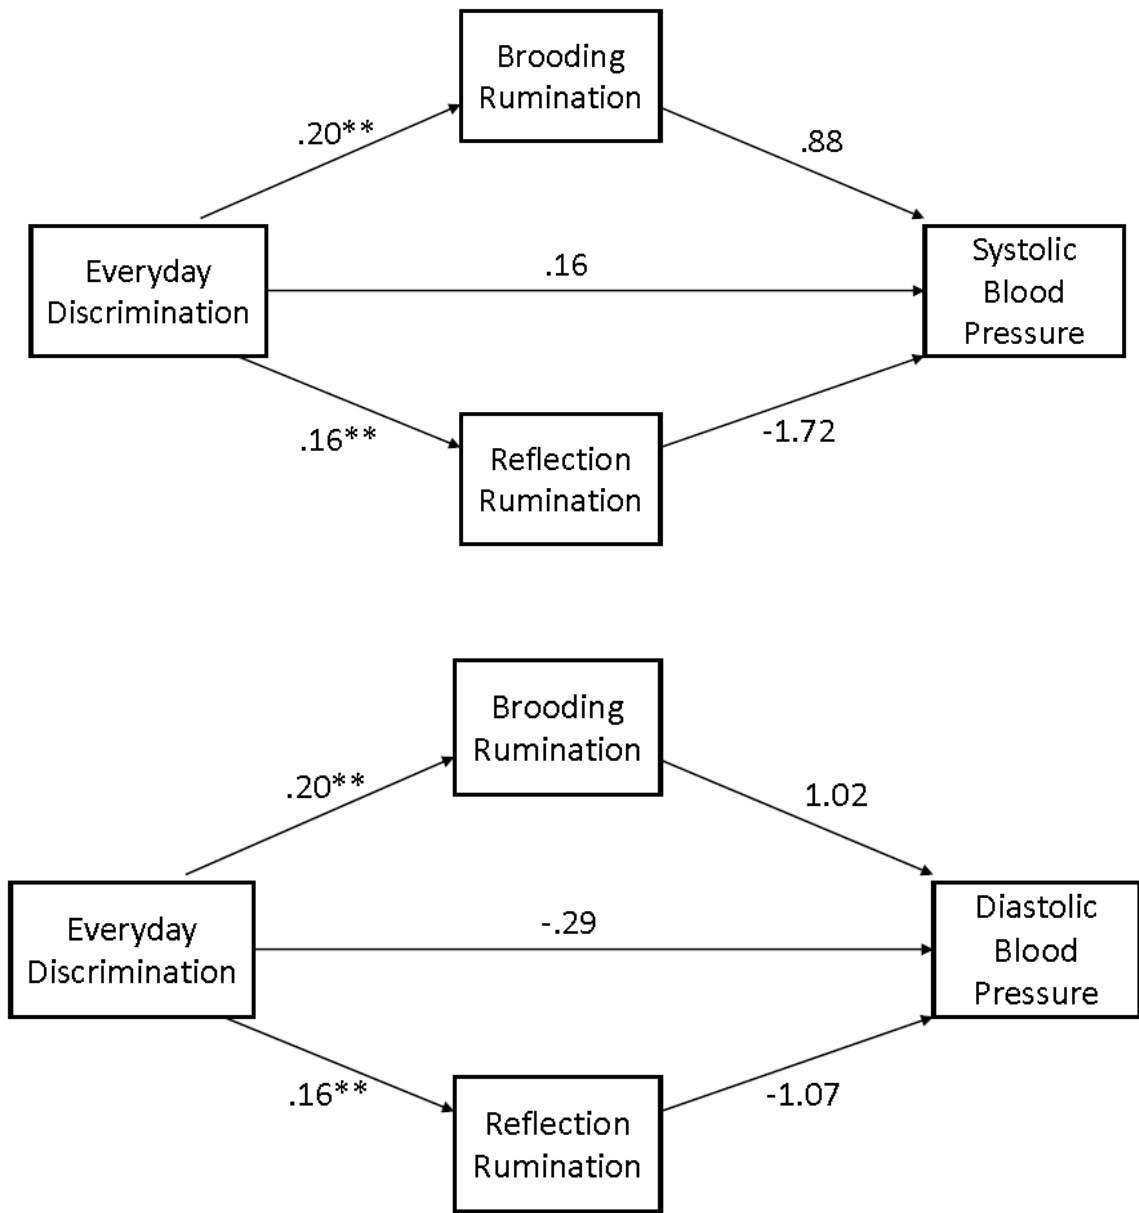 Brooding
Rumination
.20**
.88
Everyday
Discrimination
.16
Systolic
Blood
Pressure
.16**
-1.72
Reflection
Rumination
Brooding
Rumination
.20**
1.02
Everyday
Discrimination
-.29
Diastolic
Blood
Pressure
.16**
-1.07
Reflection
Rumination